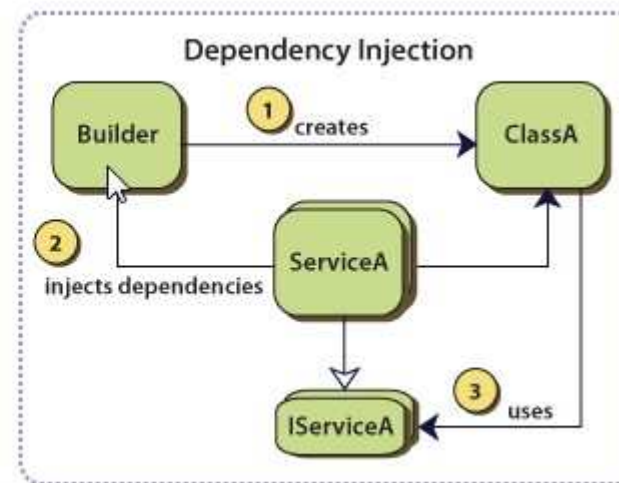 Dependency Injection
Builder
1
creates
ClassA
2
injects dependencies
ServiceA
IServiceA
3
uses